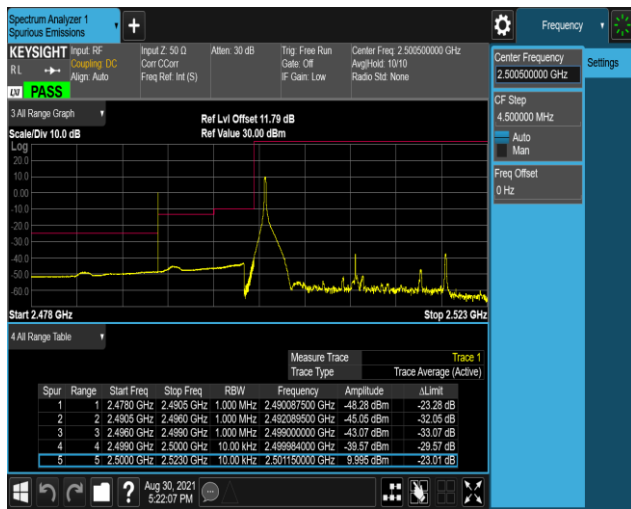 Spectrum Analyzer 1
Spurious Emissions
Frequency
KEYSIGHT Input: RF Input Z: 50 Ω Atten: 30 dB Trig: Free Run Center Freq: 2.500500000 GHz
RL Coupling: DC Corr CCorr Gate: Off Avg|Hold: 10/10
Align: Auto Freq Ref: Int (S) IF Gain: Low Radio Std: None
LXI PASS
3 All Range Graph
Ref Lvl Offset 11.79 dB
Scale/Div 10.0 dB Ref Value 30.00 dBm
Log
20.0
10.0
0.00
-10.0
-20.0
-30.0
-40.0
-50.0
-60.0
Start 2.478 GHz Stop 2.523 GHz
4 All Range Table
Measure Trace Trace 1
Trace Type Trace Average (Active)
Spur Range Start Freq Stop Freq RBW Frequency Amplitude ΔLimit
1 1 2.4780 GHz 2.4905 GHz 1.000 MHz 2.490087500 GHz -48.28 dBm -23.28 dB
2 2 2.4905 GHz 2.4960 GHz 1.000 MHz 2.492089500 GHz -45.05 dBm -32.05 dB
3 3 2.4960 GHz 2.4990 GHz 1.000 MHz 2.499000000 GHz -43.07 dBm -33.07 dB
4 4 2.4990 GHz 2.5000 GHz 10.00 kHz 2.499984000 GHz -39.57 dBm -29.57 dB
5 5 2.5000 GHz 2.5230 GHz 10.00 kHz 2.501150000 GHz 9.995 dBm -23.01 dB
Aug 30, 2021
5:22:07 PM
Center Frequency
2.500500000 GHz
Settings
CF Step
4.500000 MHz
Auto
Man
Freq Offset
0 Hz